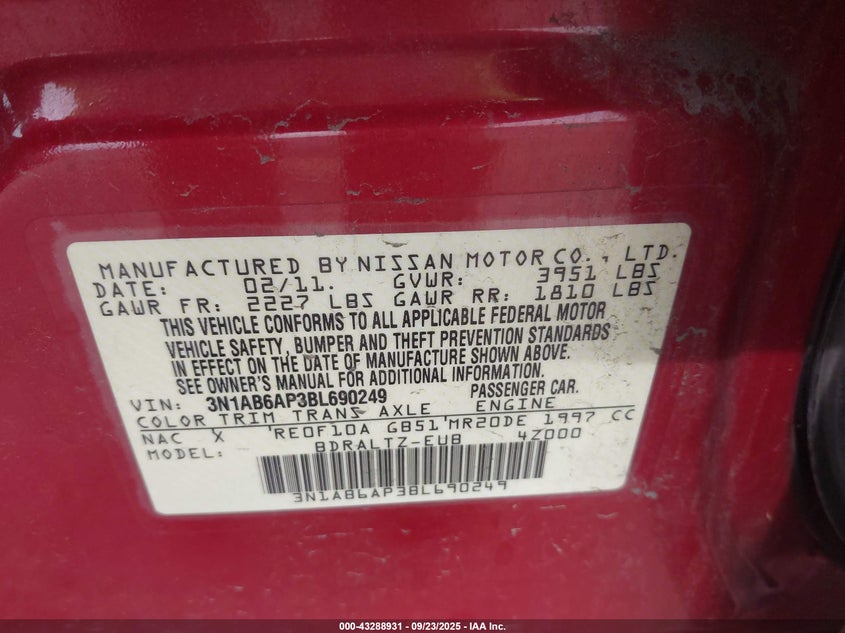 MANUFACTURED BY NISSAN MOTOR CO., LTD.
DATE: 02/11. GVWR: 3951 LBS
GAWR FR: 2227 LBS GAWR RR: 1810 LBS
THIS VEHICLE CONFORMS TO ALL APPLICABLE FEDERAL MOTOR
VEHICLE SAFETY, BUMPER AND THEFT PREVENTION STANDARDS
IN EFFECT ON THE DATE OF MANUFACTURE SHOWN ABOVE.
SEE OWNER'S MANUAL FOR ADDITIONAL INFORMATION.
VIN: 3N1AB6AP3BL690249 PASSENGER CAR.
COLOR TRIM TRANS AXLE ENGINE
NAC X RE0F10A GB51 MR20DE 1997 CC
MODEL: BDRALTZ-EUB 4Z000
3N1AB6AP3BL690249
000-43288931 - 09/23/2025 - IAA Inc.